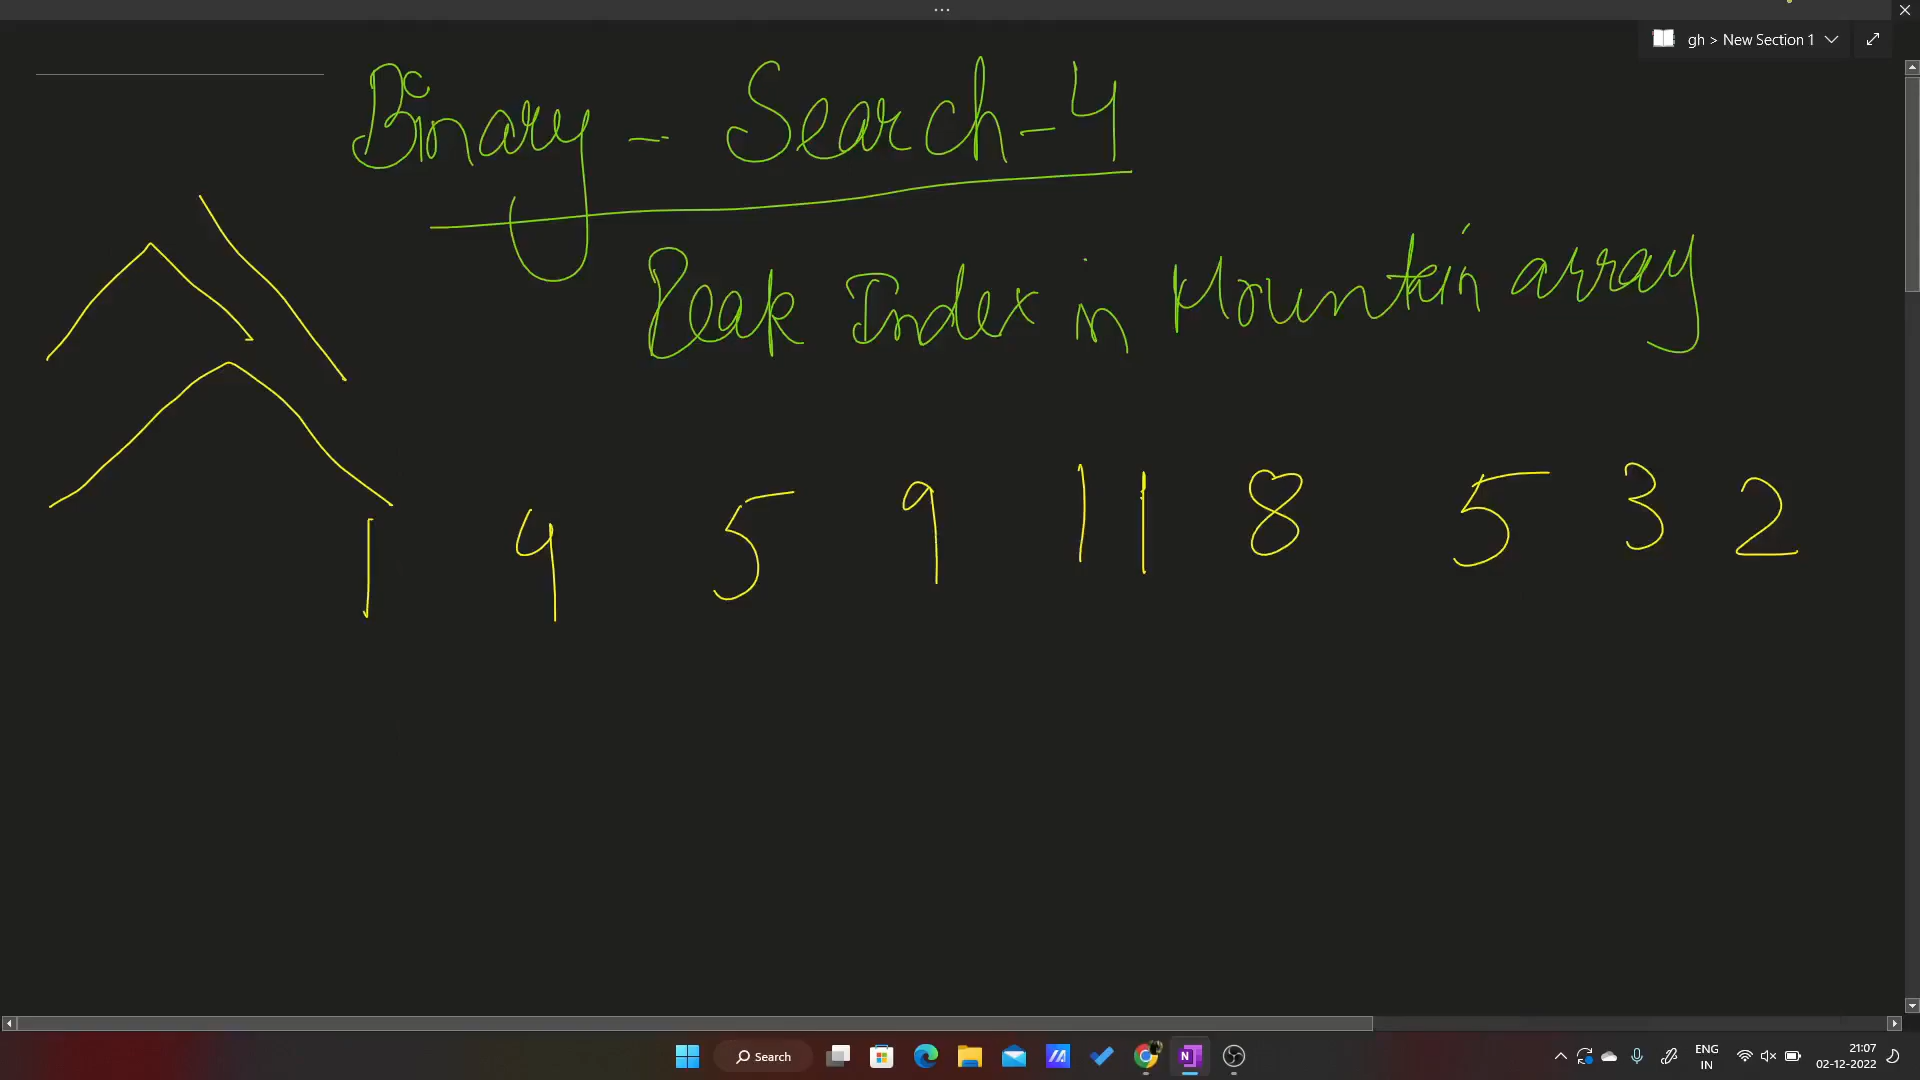 gh > New Section 1
Binary - Search - 4
Peak Index in Mountain array
1 4 5 9 11 8 5 3 2
Search
ENG
IN
21:07
02-12-2022